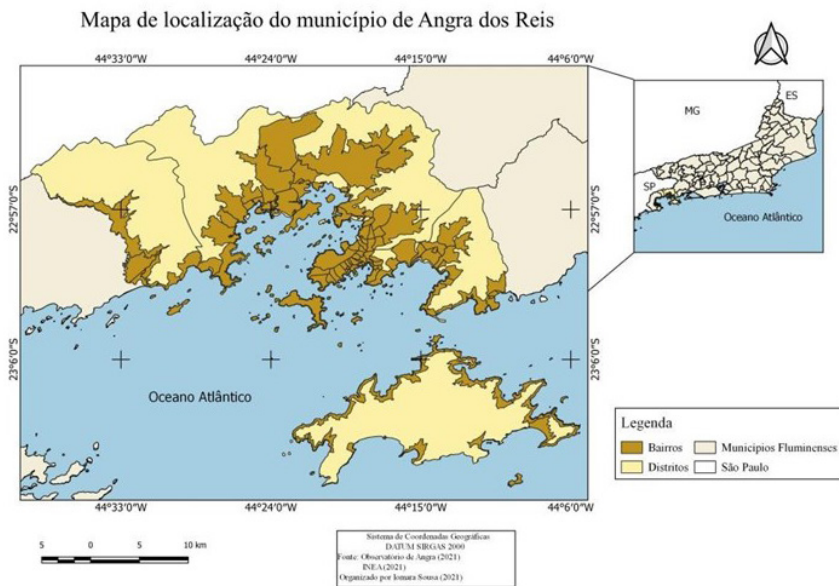 Mapa de localização do município de Angra dos Reis
44°33'0"W 44°24'0"W 44°15'0"W 44°6'0"W
MG
ES
SP
Oceano Atlântico
22°57'0"S
22°57'0"S
23°6'0"S
23°6'0"S
Oceano Atlântico
44°33'0"W 44°24'0"W 44°15'0"W 44°6'0"W
Legenda
Bairros
Municípios Fluminenses
Distritos
São Paulo
5 0 5 10 km
Sistema de Coordenadas Geográficas
DATUM SIRGAS 2000
Fonte: Observatório de Angra (2021)
INEA (2021)
Organizado por Iomara Sousa (2021)